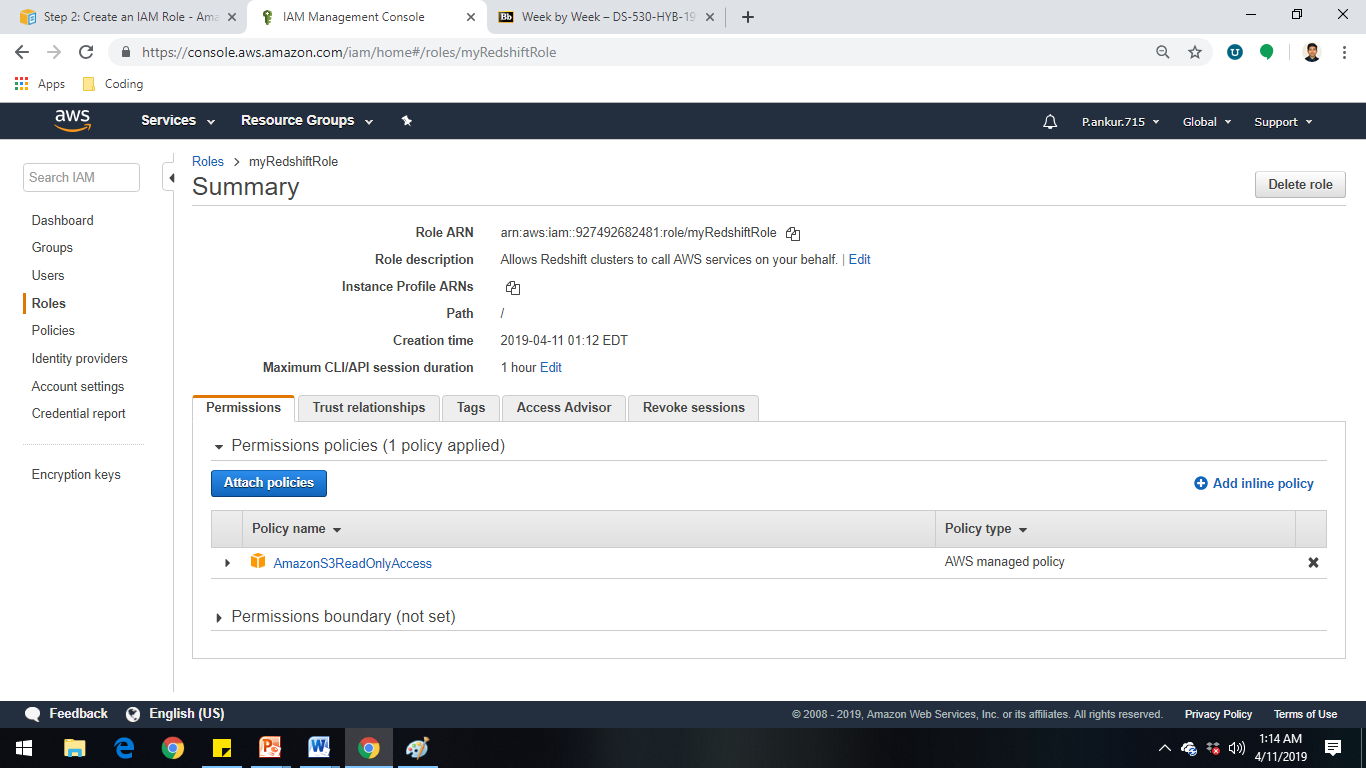 Step 2: Create an IAM Role - Ama
IAM Management Console
Bb Week by Week – DS-530-HYB-19
https://console.aws.amazon.com/iam/home#/roles/myRedshiftRole
Apps Coding
aws Services Resource Groups P.ankur.715 Global Support
Search IAM
Dashboard
Groups
Users
Roles
Policies
Identity providers
Account settings
Credential report
Encryption keys
Roles > myRedshiftRole
Summary
Delete role
Role ARN arn:aws:iam::927492682481:role/myRedshiftRole
Role description Allows Redshift clusters to call AWS services on your behalf. | Edit
Instance Profile ARNs
Path /
Creation time 2019-04-11 01:12 EDT
Maximum CLI/API session duration 1 hour Edit
Permissions Trust relationships Tags Access Advisor Revoke sessions
Permissions policies (1 policy applied)
Attach policies Add inline policy
Policy name Policy type
AmazonS3ReadOnlyAccess AWS managed policy
Permissions boundary (not set)
Feedback English (US) © 2008 - 2019, Amazon Web Services, Inc. or its affiliates. All rights reserved. Privacy Policy Terms of Use
1:14 AM
4/11/2019